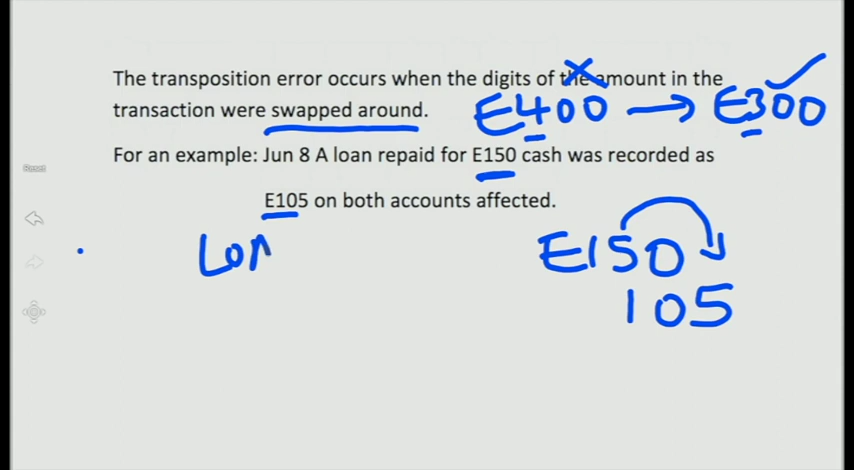 The transposition error occurs when the digits of the amount in the
E400 → E300
transaction were swapped around.
For an example: Jun 8 A loan repaid for E150 cash was recorded as
E105 on both accounts affected.
E150
105
Loa
Reset